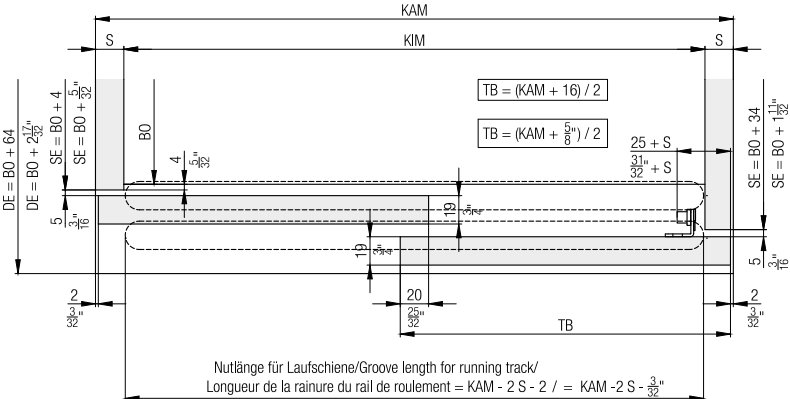 KAM
S
KIM
S
TB = (KAM + 16) / 2
TB = (KAM + 5/8") / 2
DE = BO + 64
DE = BO + 2 17/32"
SE = BO + 4
SE = BO + 5/32"
BO
4
5/32"
25 + S
31/32" + S
SE = BO + 34
SE = BO + 1 11/32"
5
3/16"
19
3/4"
19
3/4"
5
3/16"
2
3/32"
20
25/32"
TB
2
3/32"
Nutlänge für Laufschiene/Groove length for running track/
Longueur de la rainure du rail de roulement = KAM - 2 S - 2 / = KAM -2 S - 3/32"